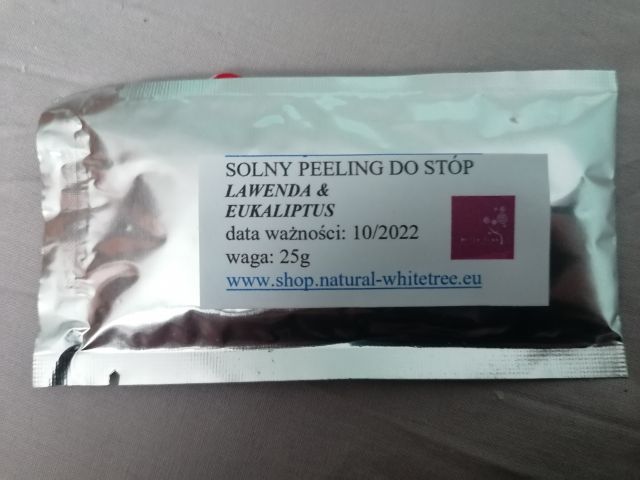 SOLNY PEELING DO STÓP
LAWENDA &
EUKALIPTUS
data ważności: 10/2022
waga: 25g
www.shop.natural-whitetree.eu